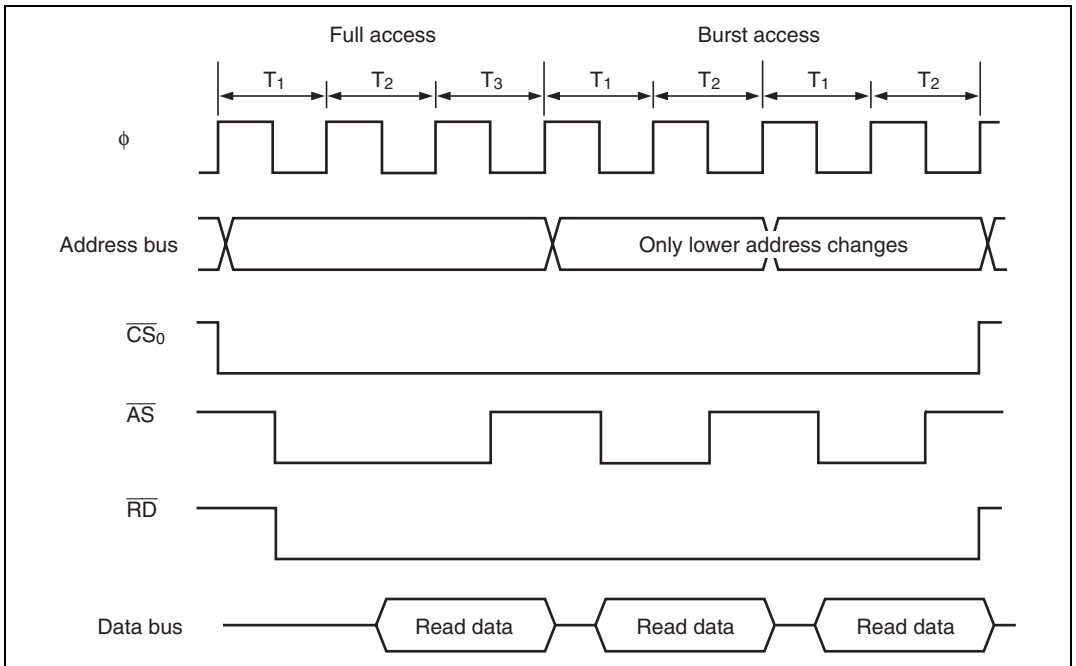 Full access Burst access
T1 T2 T3 T1 T2 T1 T2
φ
Address bus Only lower address changes
CS0
AS
RD
Data bus Read data Read data Read data